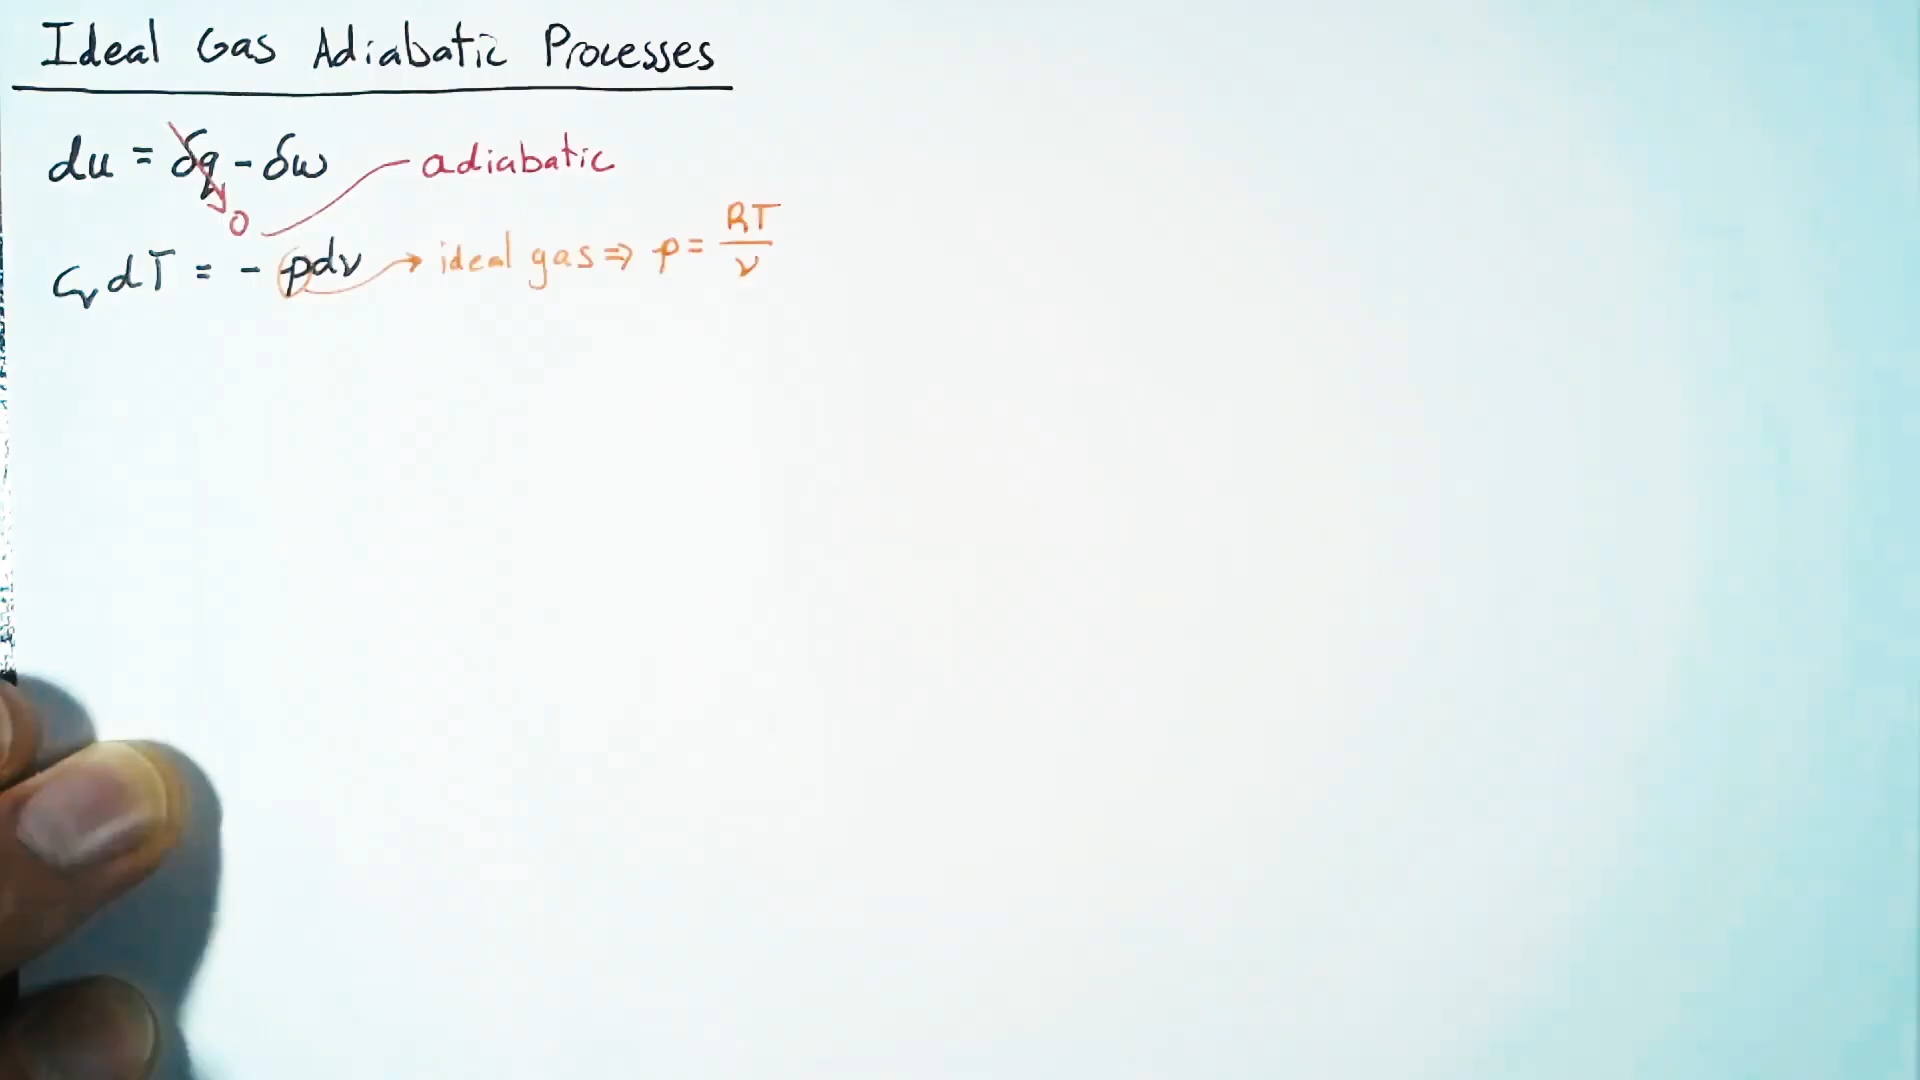 Ideal Gas Adiabatic Processes
du = δq - δw adiabatic
0
c_v dT = - pdv → ideal gas ⇒ p = RT/v